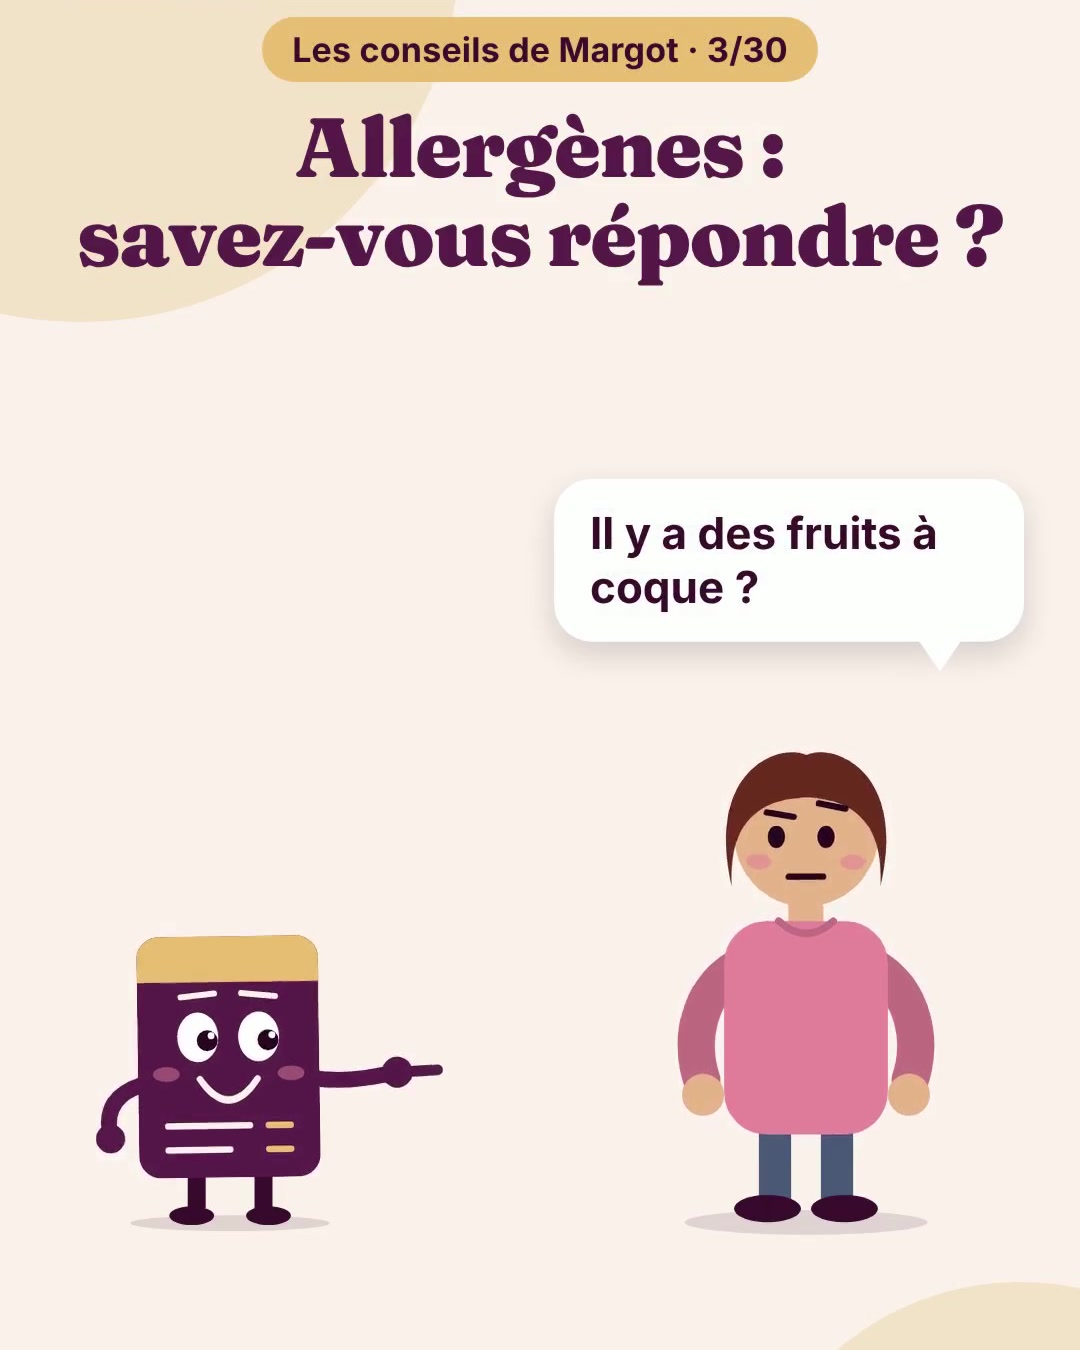 Les conseils de Margot · 3/30
Allergènes :
savez-vous répondre ?
Il y a des fruits à
coque ?